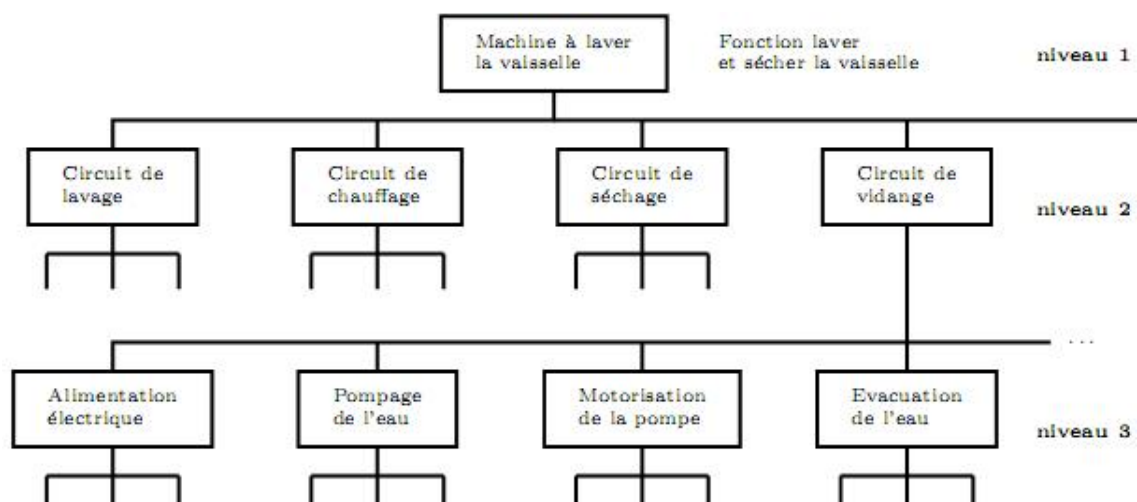 Machine à laver
la vaisselle
Fonction laver
et sécher la vaisselle
niveau 1
Circuit de
lavage
Circuit de
chauffage
Circuit de
séchage
Circuit de
vidange
niveau 2
...
Alimentation
électrique
Pompage
de l'eau
Motorisation
de la pompe
Evacuation
de l'eau
niveau 3